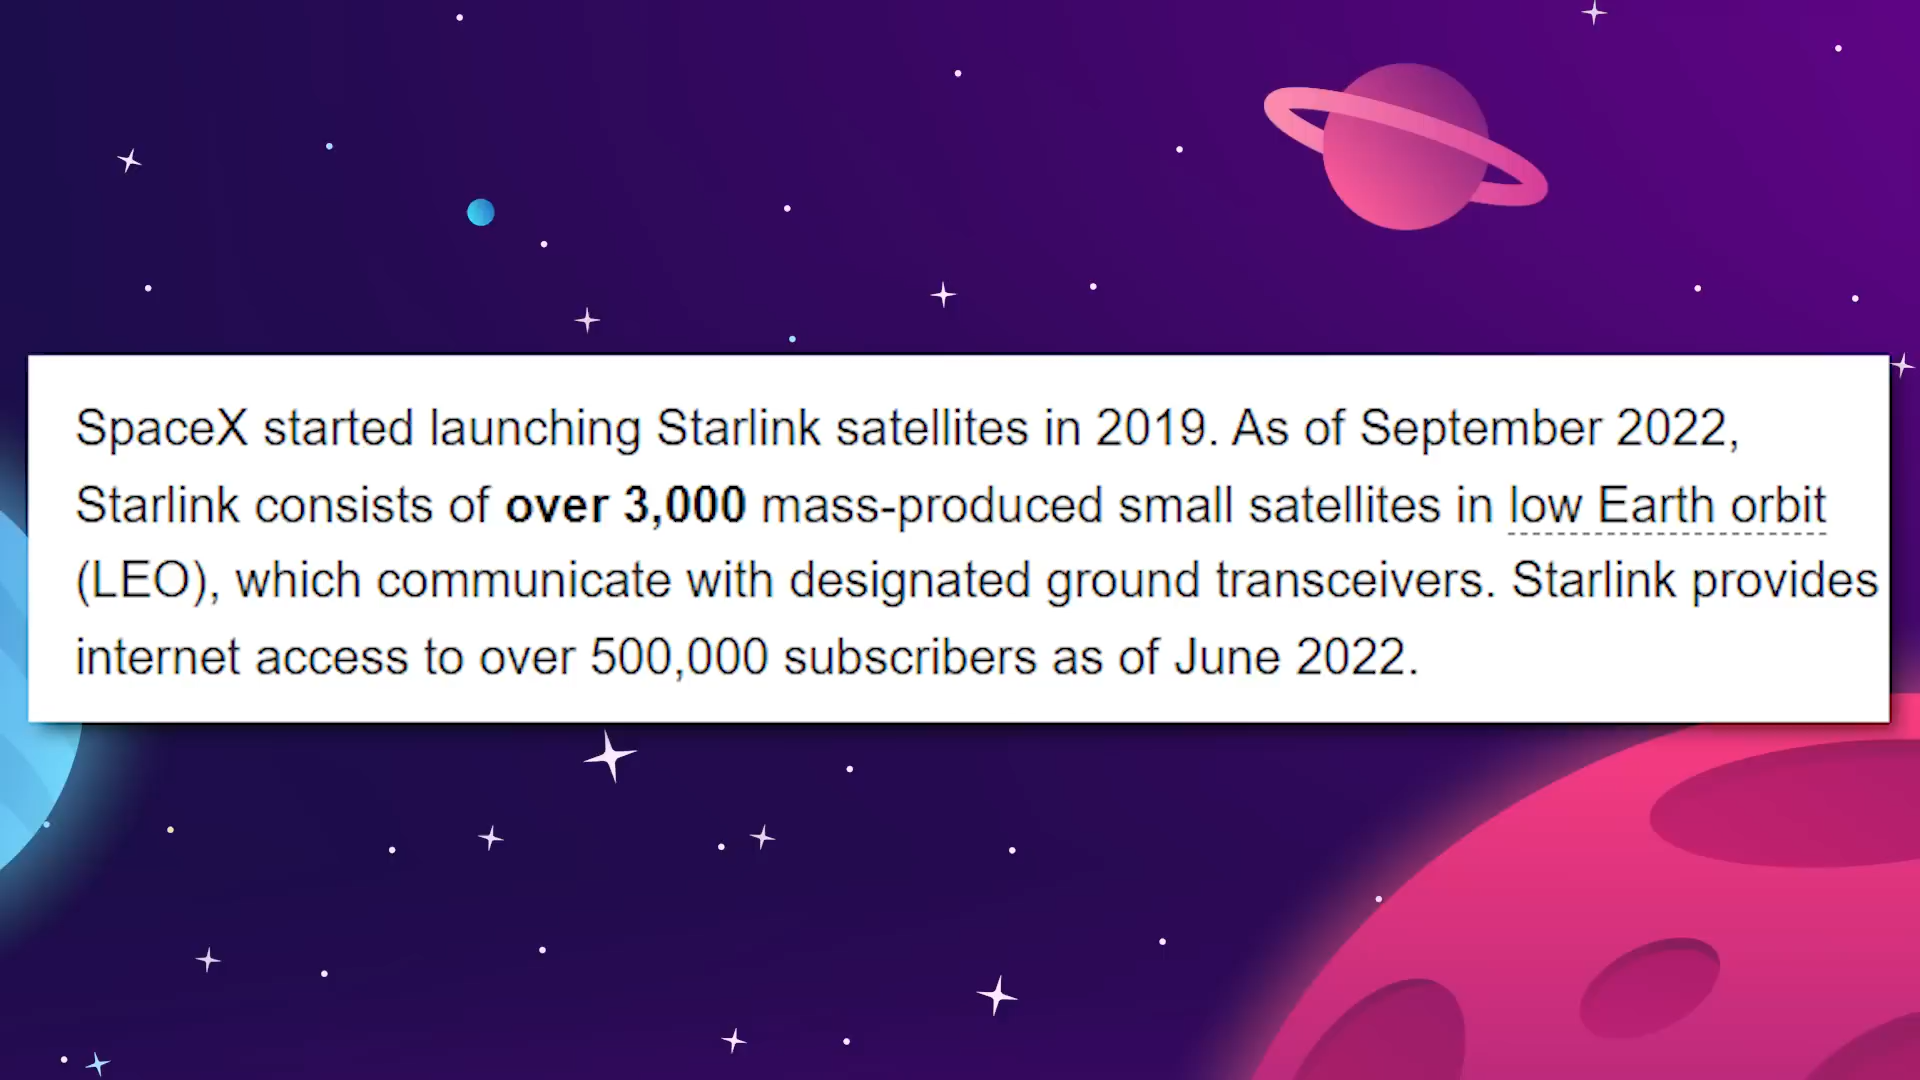 SpaceX started launching Starlink satellites in 2019. As of September 2022,
Starlink consists of over 3,000 mass-produced small satellites in low Earth orbit
(LEO), which communicate with designated ground transceivers. Starlink provides
internet access to over 500,000 subscribers as of June 2022.